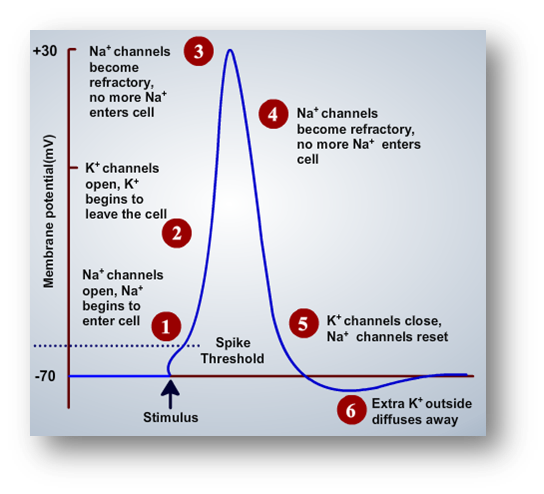 +30
Na+ channels
become
refractory,
no more Na+
enters cell
3
4
Na+ channels
become refractory,
no more Na+ enters
cell
Membrane potential(mV)
K+ channels
open, K+
begins to
leave the cell
2
Na+ channels
open, Na+
begins to
enter cell
1
Spike
Threshold
5
K+ channels close,
Na+ channels reset
-70
Stimulus
6
Extra K+ outside
diffuses away